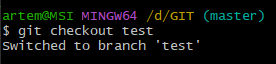 artem@MSI MINGW64 /d/GIT (master)
$ git checkout test
Switched to branch 'test'